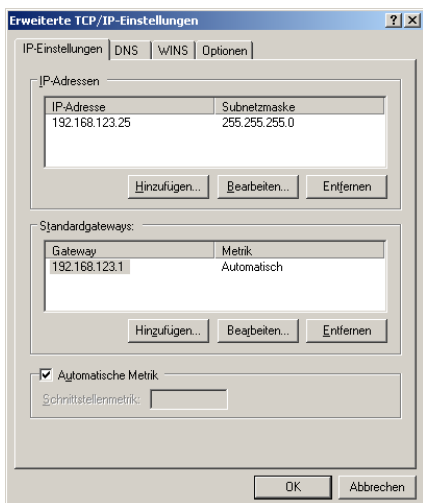 Erweiterte TCP/IP-Einstellungen
IP-Einstellungen DNS WINS Optionen
IP-Adressen
IP-Adresse Subnetzmaske
192.168.123.25 255.255.255.0
Hinzufügen... Bearbeiten... Entfernen
Standardgateways:
Gateway Metrik
192.168.123.1 Automatisch
Hinzufügen... Bearbeiten... Entfernen
Automatische Metrik
Schnittstellenmetrik:
OK Abbrechen